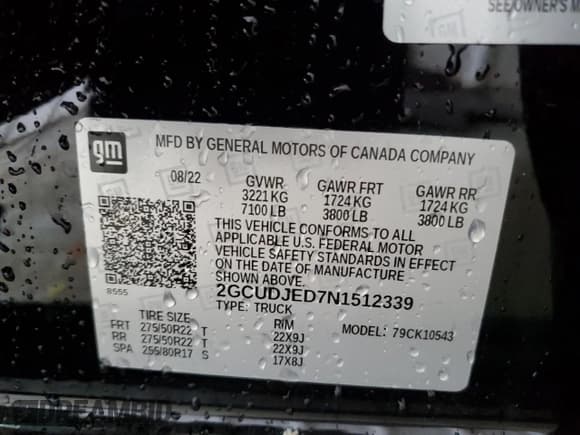 SEE OWNER'S M
gm
MFD BY GENERAL MOTORS OF CANADA COMPANY
08/22 GVWR GAWR FRT GAWR RR
3221 KG 1724 KG 1724 KG
7100 LB 3800 LB 3800 LB
THIS VEHICLE CONFORMS TO ALL
APPLICABLE U.S. FEDERAL MOTOR
VEHICLE SAFETY STANDARDS IN EFFECT
ON THE DATE OF MANUFACTURE
SHOWN ABOVE.
8555
2GCUDJED7N1512339
TYPE: TRUCK
TIRE SIZE RIM MODEL: 79CK10543
FRT 275/50R22 T 22X9J
RR 275/50R22 T 22X9J
SPA 255/80R17 S 17X8J